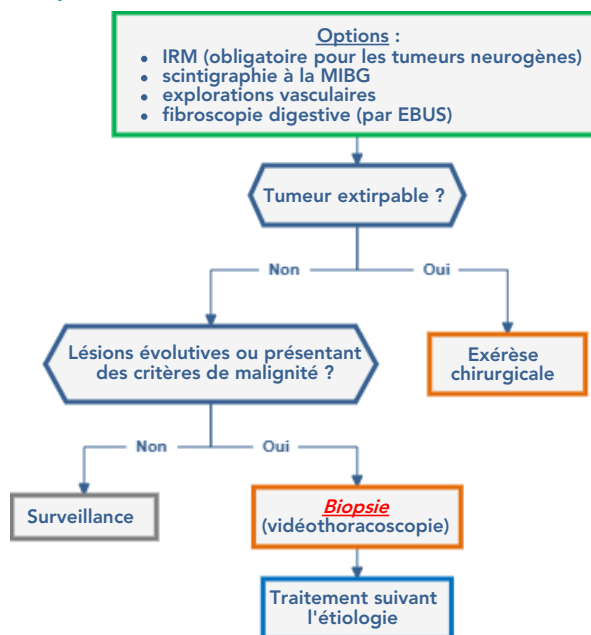 Options :
• IRM (obligatoire pour les tumeurs neurogènes)
• scintigraphie à la MIBG
• explorations vasculaires
• fibroscopie digestive (par EBUS)
Tumeur extirpable ?
Non
Oui
Lésions évolutives ou présentant
des critères de malignité ?
Exérèse
chirurgicale
Non
Oui
Surveillance
Biopsie
(vidéothoracoscopie)
Traitement suivant
l'étiologie